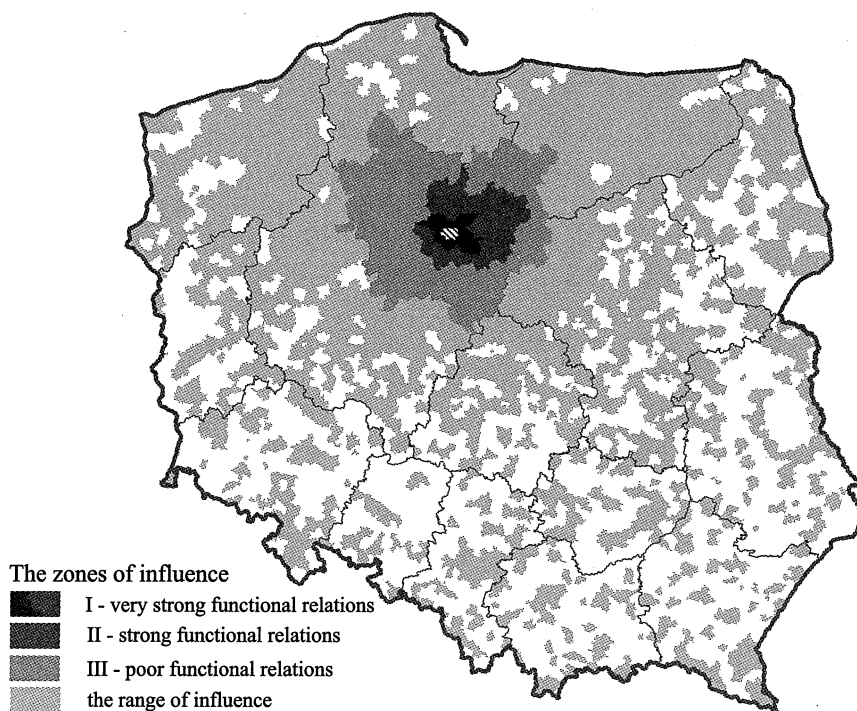 The zones of influence
I - very strong functional relations
II - strong functional relations
III - poor functional relations
the range of influence